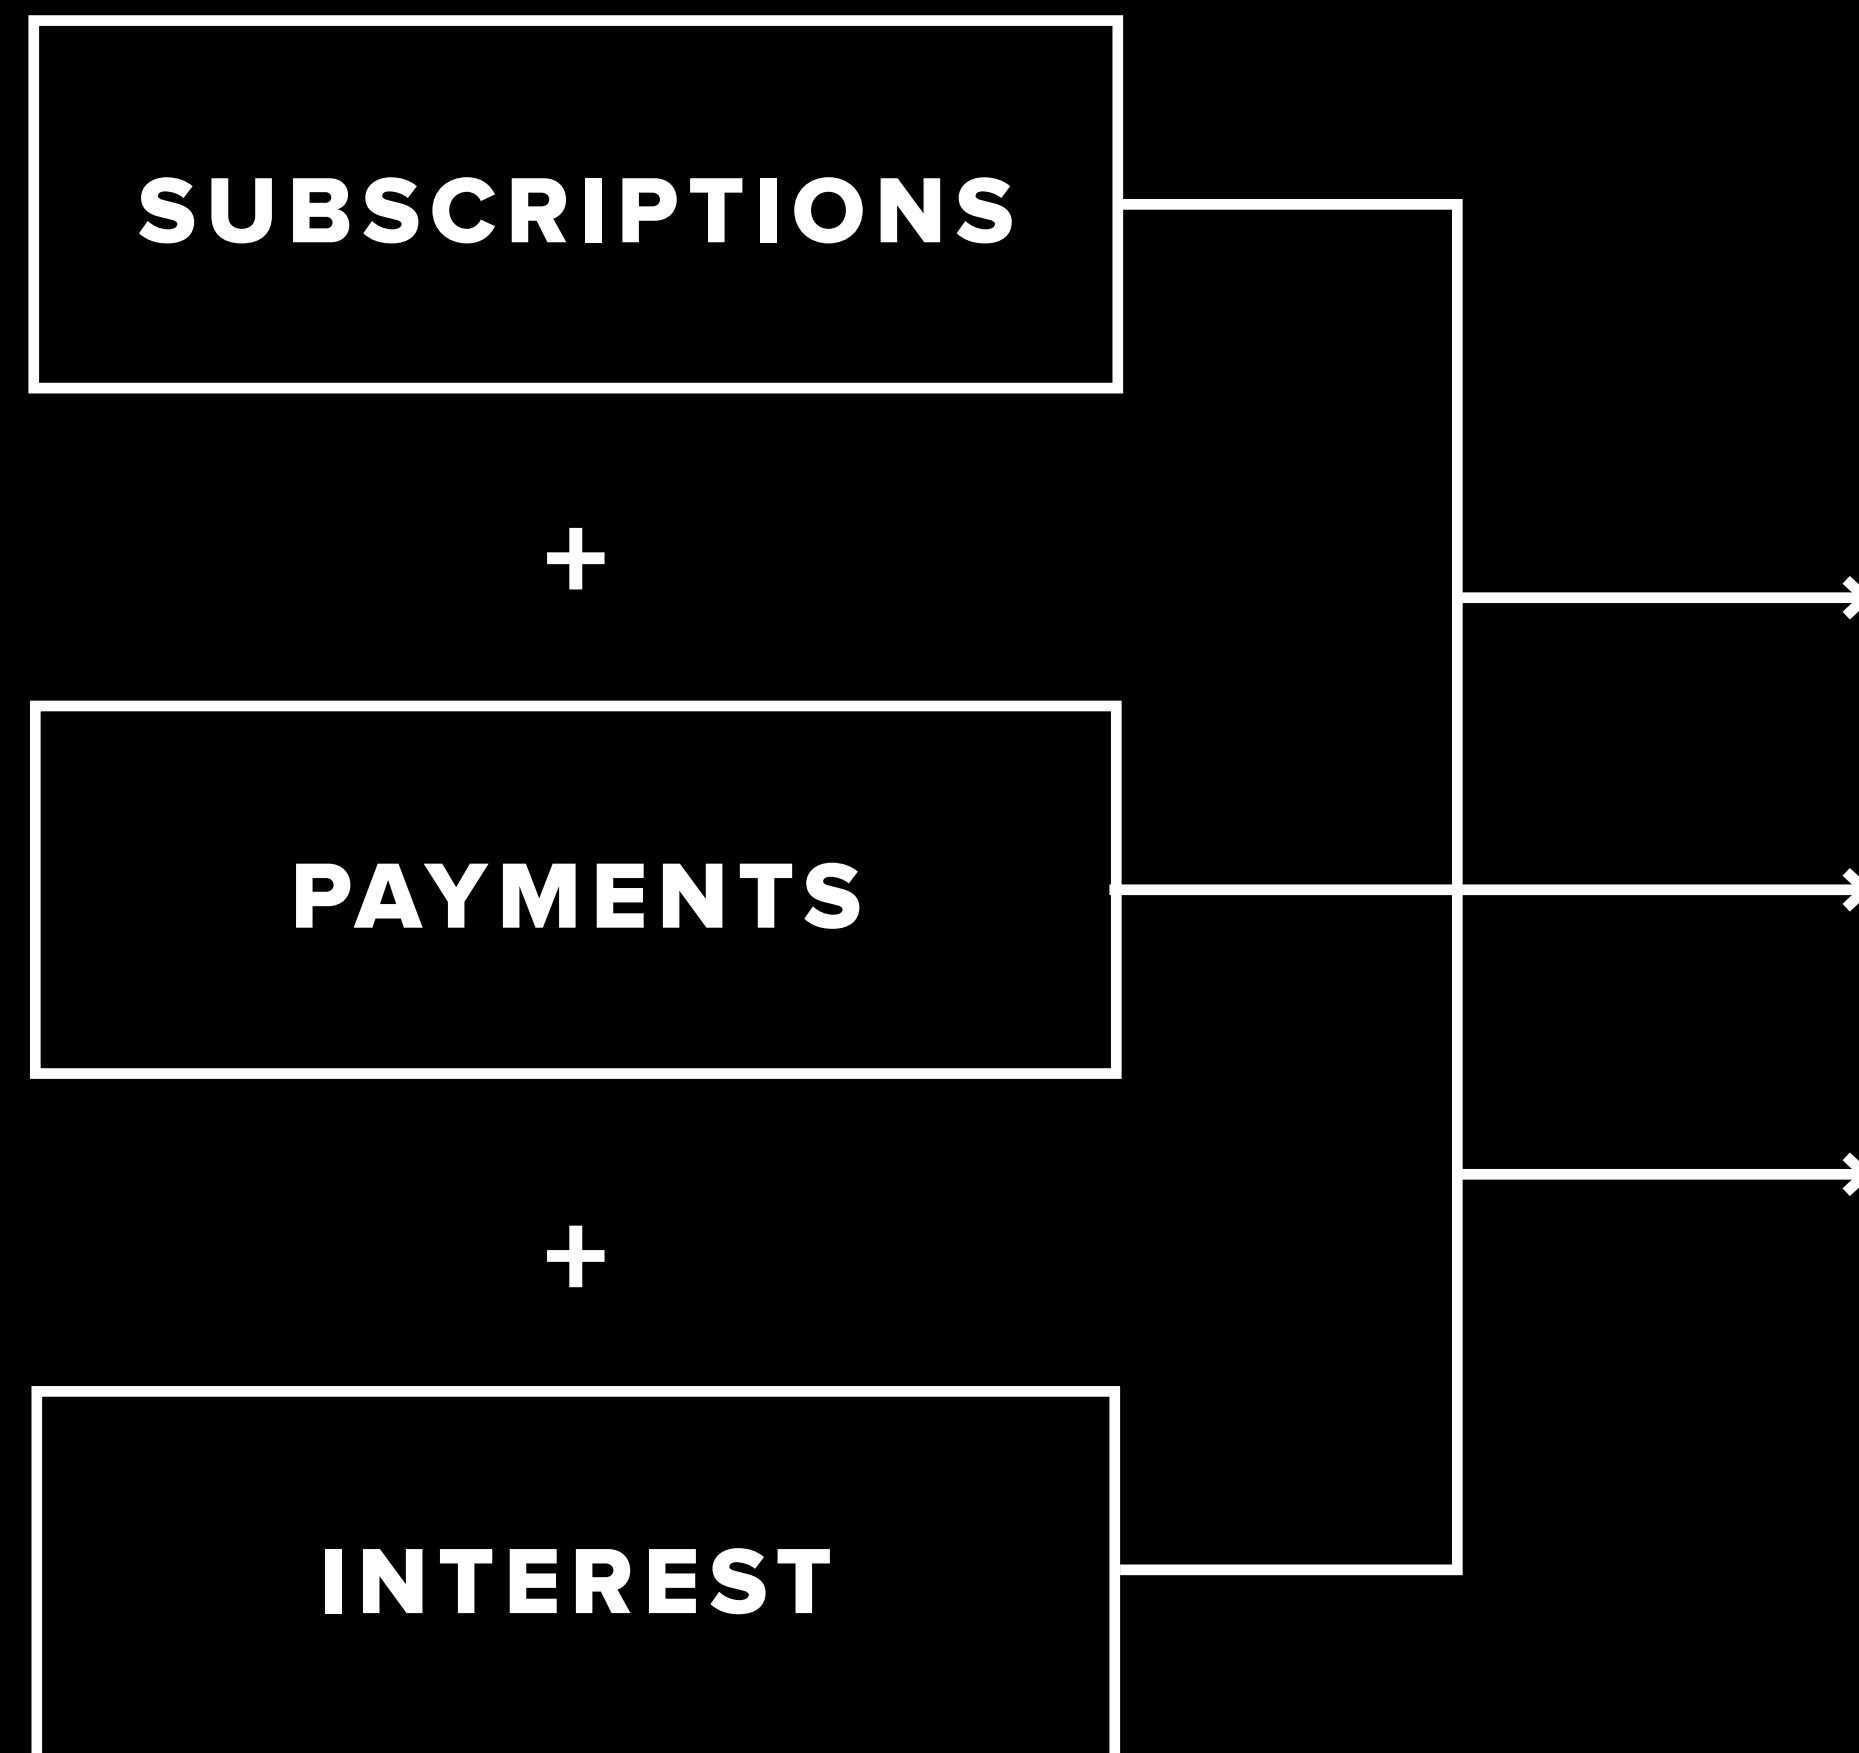 SUBSCRIPTIONS
+
PAYMENTS
+
INTEREST